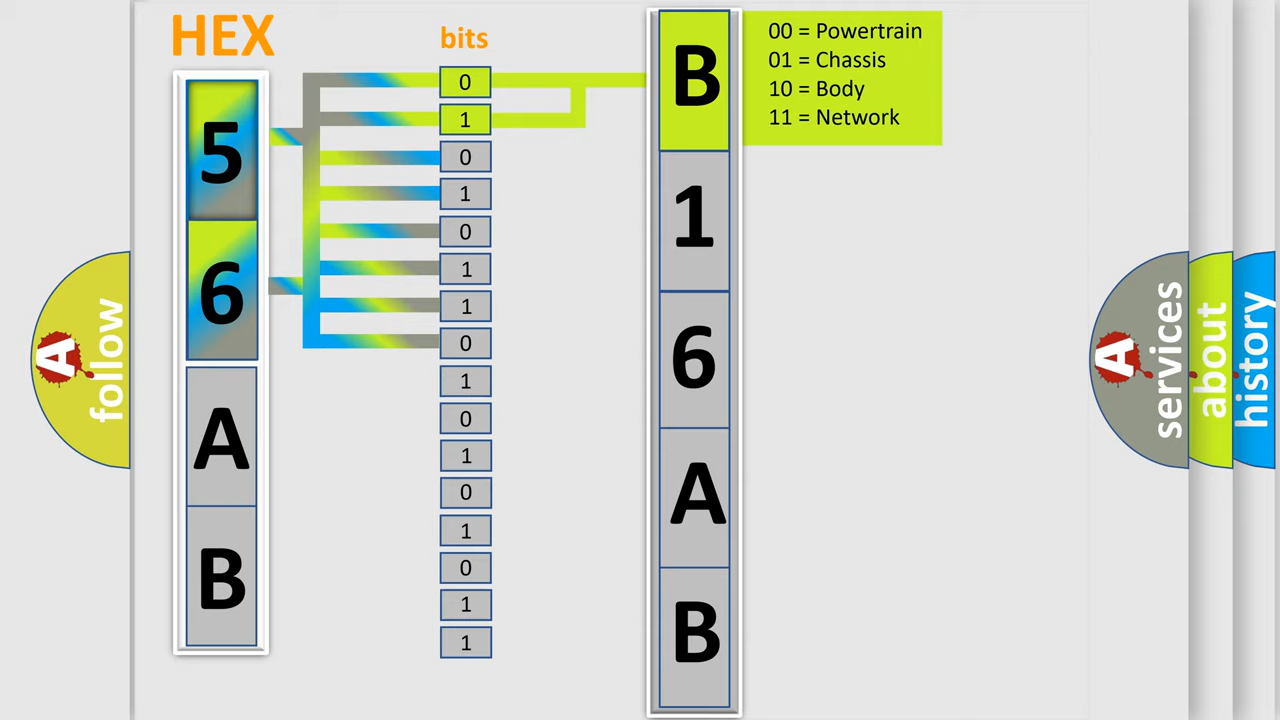 HEX
bits
5
6
A
B
0
1
0
1
0
1
1
0
1
0
1
0
1
0
1
1
B
1
6
A
B
00 = Powertrain
01 = Chassis
10 = Body
11 = Network
A
follow
A
services
about
history